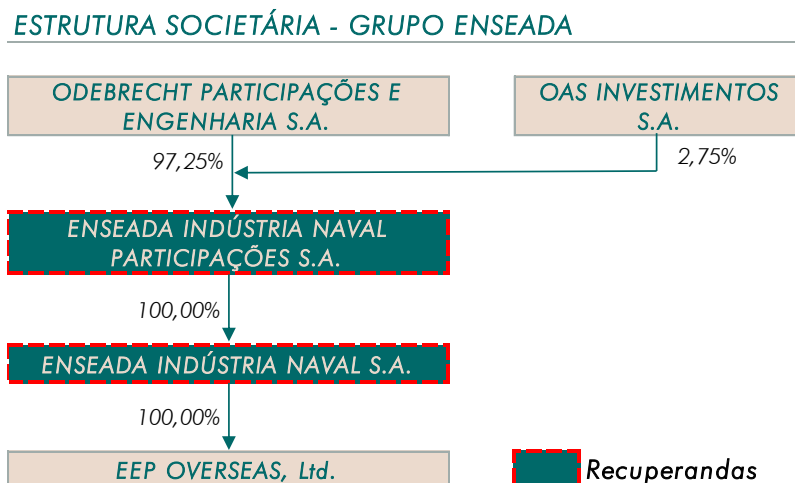 ESTRUTURA SOCIETÁRIA - GRUPO ENSEADA
ODEBRECHT PARTICIPAÇÕES E
ENGENHARIA S.A.
OAS INVESTIMENTOS
S.A.
97,25%
2,75%
ENSEADA INDÚSTRIA NAVAL
PARTICIPAÇÕES S.A.
100,00%
ENSEADA INDÚSTRIA NAVAL S.A.
100,00%
EEP OVERSEAS, Ltd.
Recuperandas